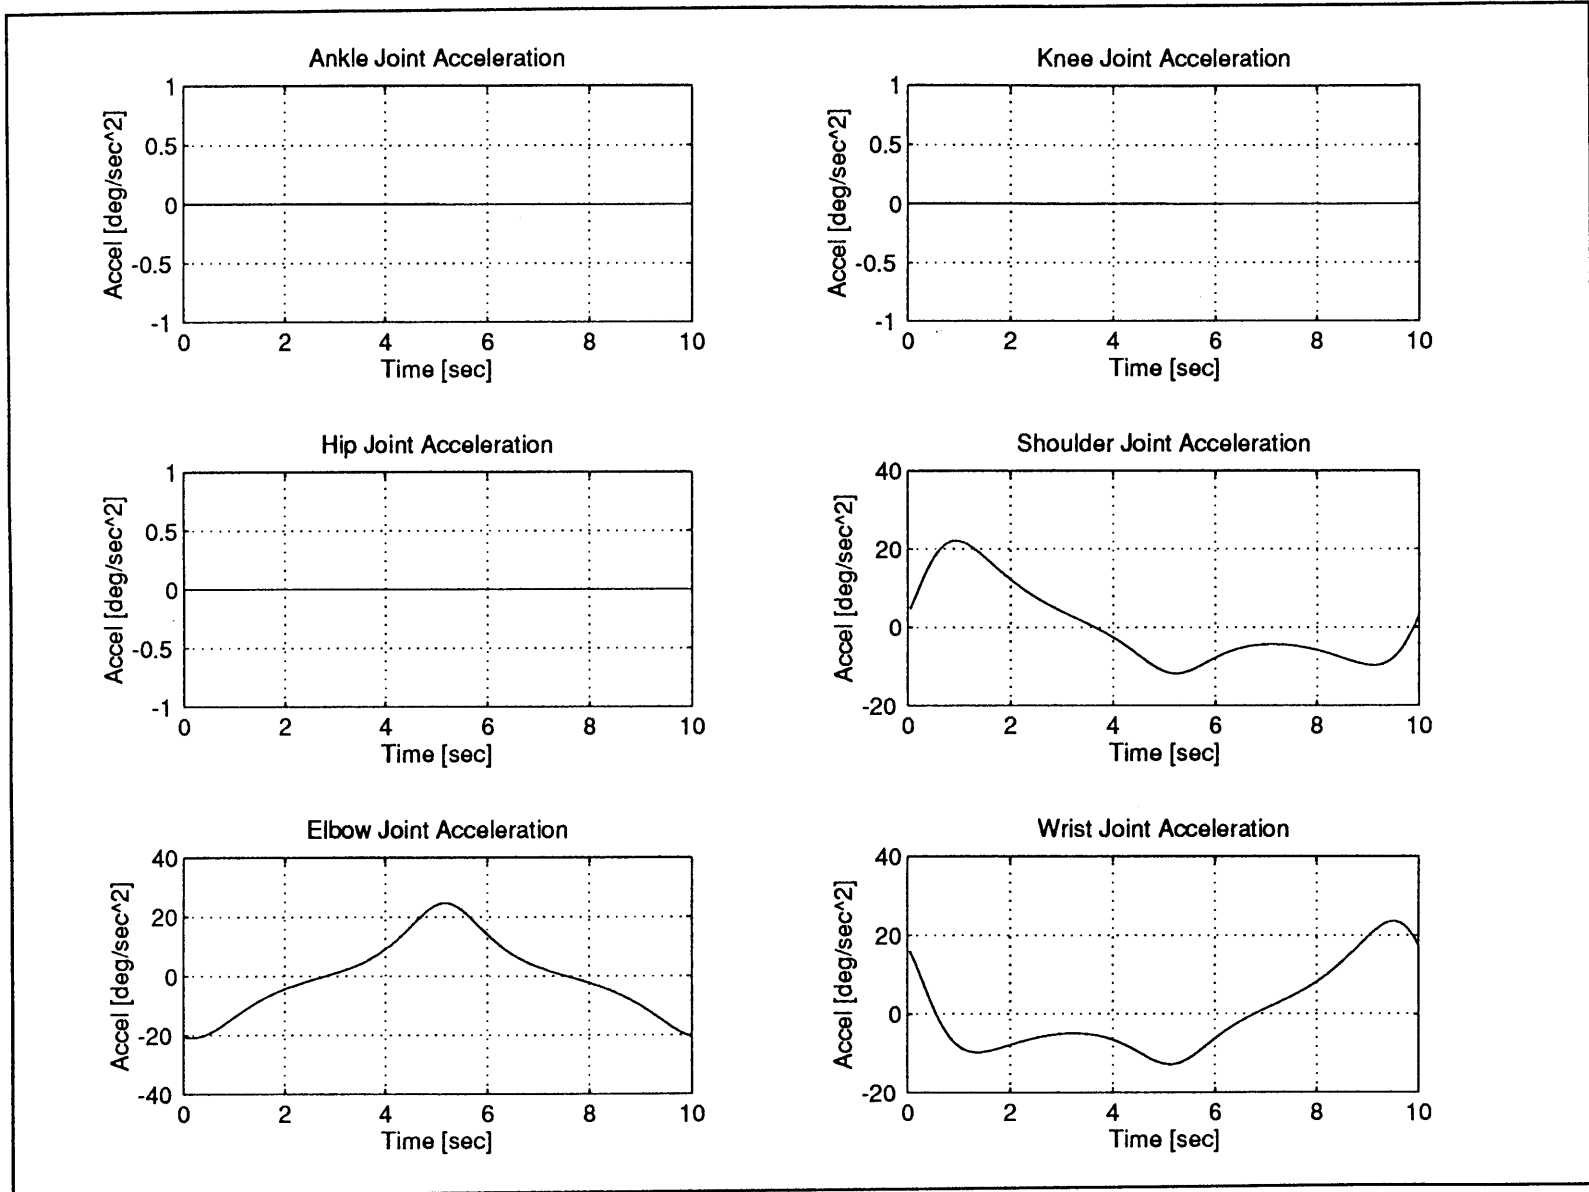 Ankle Joint Acceleration
Accel [deg/sec^2]
1
0.5
0
-0.5
-1
0 2 4 6 8 10
Time [sec]
Knee Joint Acceleration
Accel [deg/sec^2]
1
0.5
0
-0.5
-1
0 2 4 6 8 10
Time [sec]
Hip Joint Acceleration
Accel [deg/sec^2]
1
0.5
0
-0.5
-1
0 2 4 6 8 10
Time [sec]
Shoulder Joint Acceleration
Accel [deg/sec^2]
40
20
0
-20
0 2 4 6 8 10
Time [sec]
Elbow Joint Acceleration
Accel [deg/sec^2]
40
20
0
-20
-40
0 2 4 6 8 10
Time [sec]
Wrist Joint Acceleration
Accel [deg/sec^2]
40
20
0
-20
0 2 4 6 8 10
Time [sec]